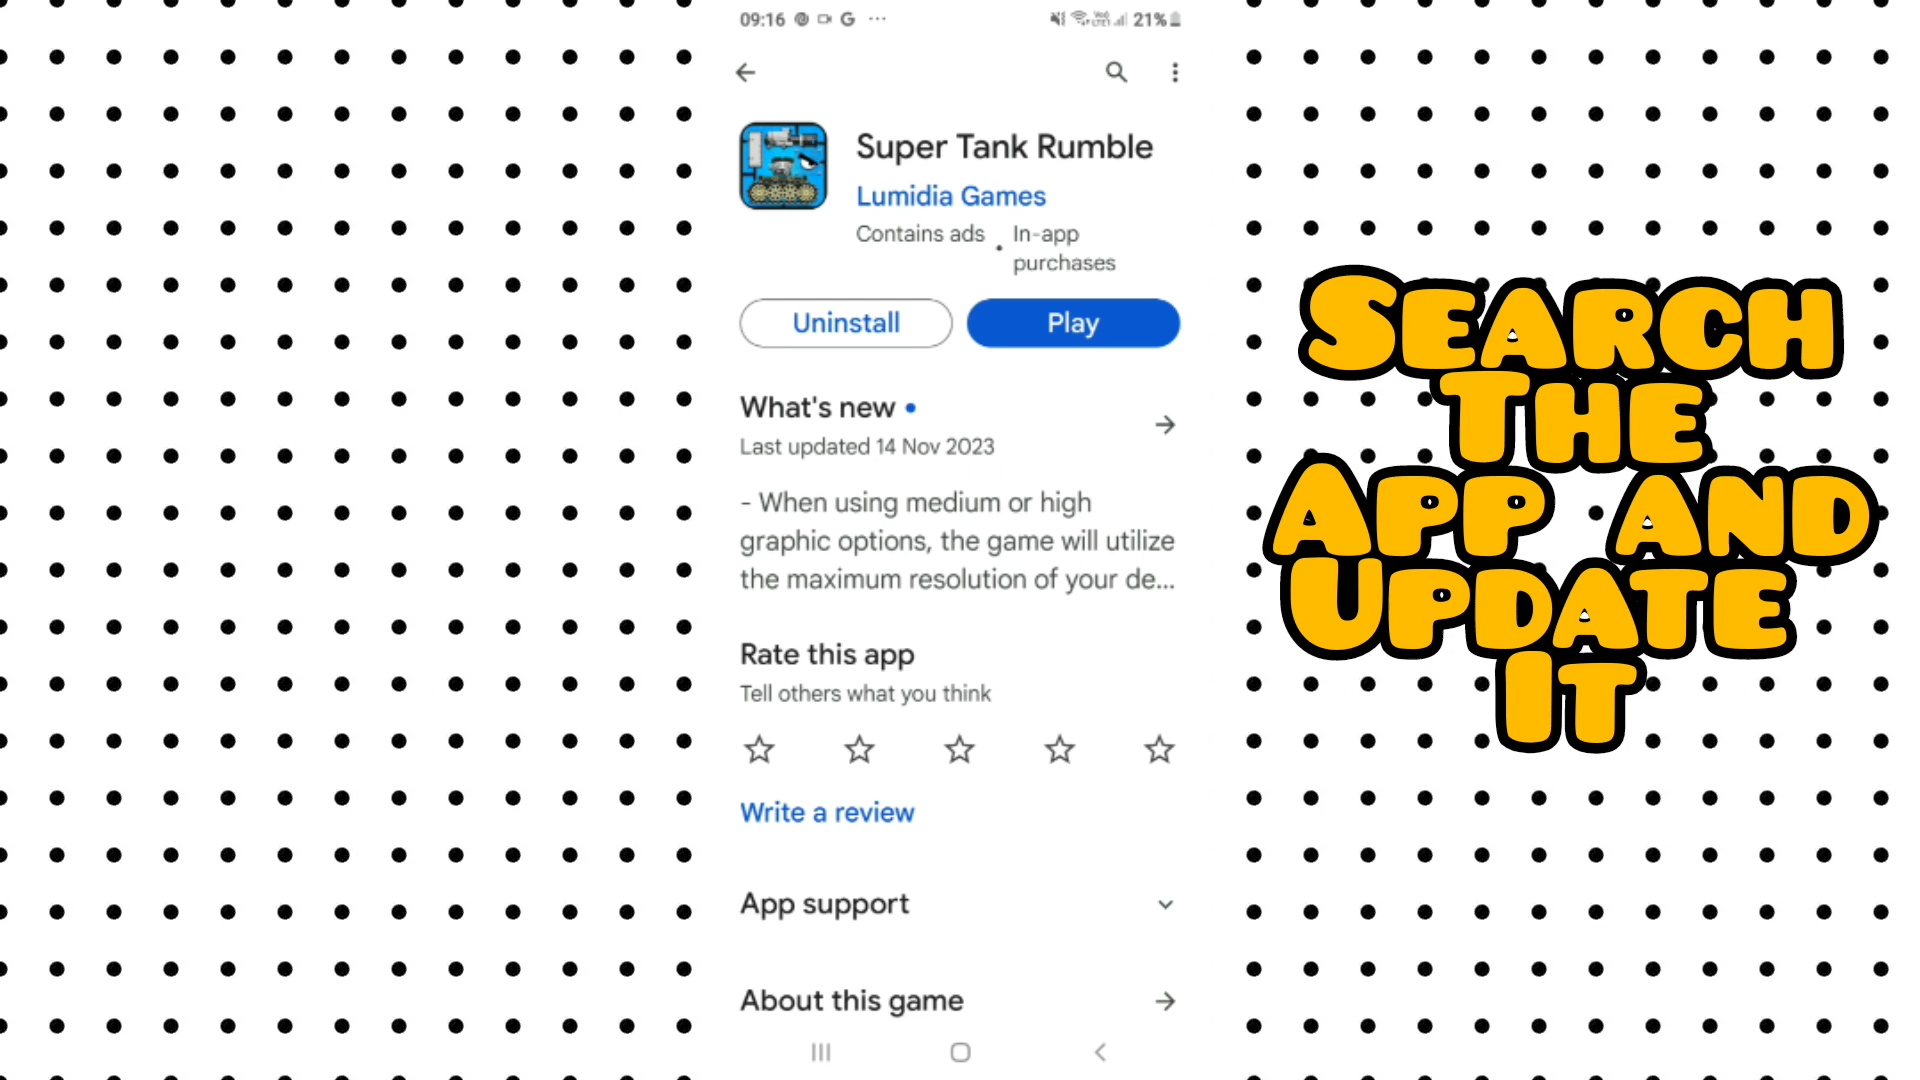 09:16 G ... 21%
Super Tank Rumble
Lumidia Games
Contains ads • In-app
purchases
Uninstall
Play
What's new •
Last updated 14 Nov 2023
- When using medium or high
graphic options, the game will utilize
the maximum resolution of your de...
Rate this app
Tell others what you think
Write a review
App support
About this game
Search
The
App and
Update
It